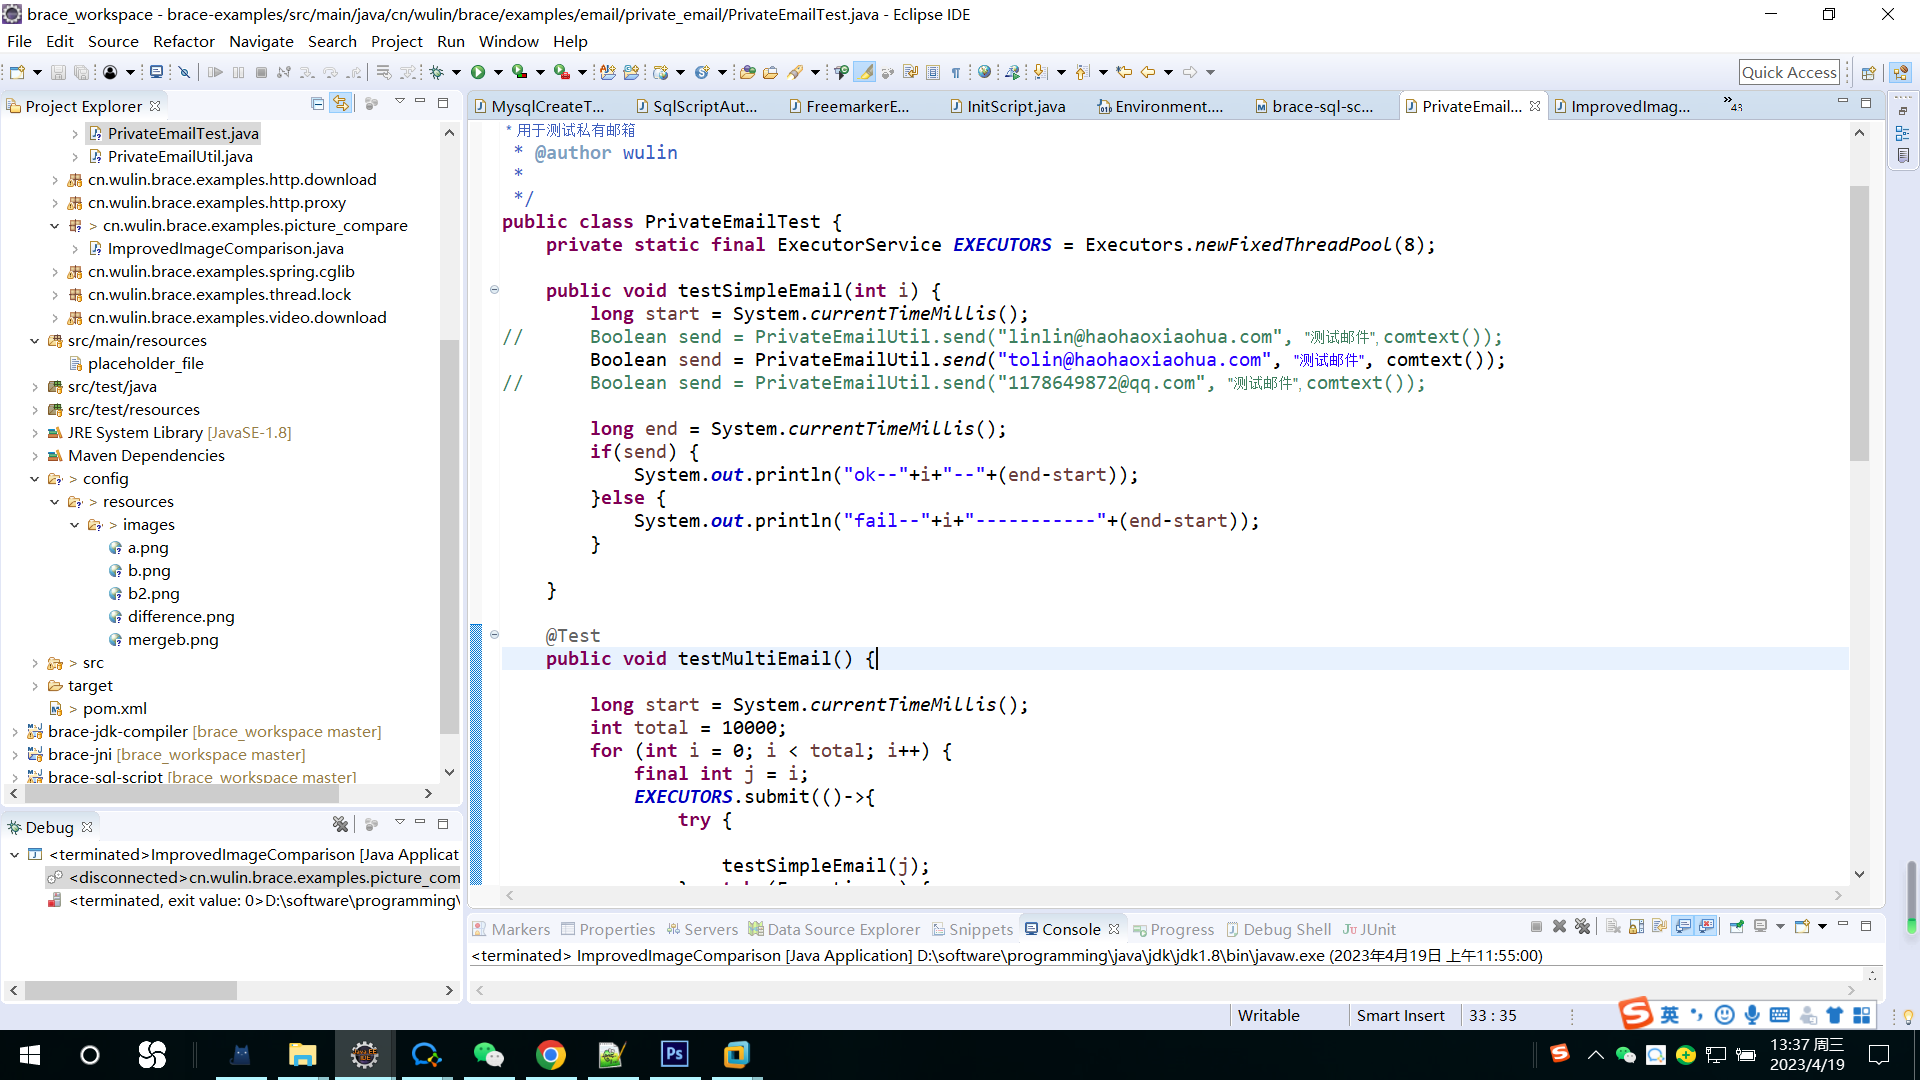 brace_workspace - brace-examples/src/main/java/cn/wulin/brace/examples/email/private_email/PrivateEmailTest.java - Eclipse IDE
File Edit Source Refactor Navigate Search Project Run Window Help
Quick Access
Project Explorer
PrivateEmailTest.java
PrivateEmailUtil.java
cn.wulin.brace.examples.http.download
cn.wulin.brace.examples.http.proxy
> cn.wulin.brace.examples.picture_compare
ImprovedImageComparison.java
cn.wulin.brace.examples.spring.cglib
cn.wulin.brace.examples.thread.lock
cn.wulin.brace.examples.video.download
src/main/resources
placeholder_file
src/test/java
src/test/resources
JRE System Library [JavaSE-1.8]
Maven Dependencies
> config
> resources
> images
a.png
b.png
b2.png
difference.png
mergeb.png
> src
target
> pom.xml
brace-jdk-compiler [brace_workspace master]
brace-jni [brace_workspace master]
brace-sql-script [brace_workspace master]
Debug
<terminated>ImprovedImageComparison [Java Applicat
<disconnected>cn.wulin.brace.examples.picture_com
<terminated, exit value: 0>D:\software\programming\
MysqlCreateT... SqlScriptAut... FreemarkerE... InitScript.java Environment.... brace-sql-sc... PrivateEmail... ImprovedImag... »43
* 用于测试私有邮箱
* @author wulin
*
*/
public class PrivateEmailTest {
private static final ExecutorService EXECUTORS = Executors.newFixedThreadPool(8);
public void testSimpleEmail(int i) {
long start = System.currentTimeMillis();
// Boolean send = PrivateEmailUtil.send("linlin@haohaoxiaohua.com", "测试邮件", comtext());
Boolean send = PrivateEmailUtil.send("tolin@haohaoxiaohua.com", "测试邮件", comtext());
// Boolean send = PrivateEmailUtil.send("1178649872@qq.com", "测试邮件", comtext());
long end = System.currentTimeMillis();
if(send) {
System.out.println("ok--"+i+"--"+(end-start));
}else {
System.out.println("fail--"+i+"-----------"+(end-start));
}
}
@Test
public void testMultiEmail() {
long start = System.currentTimeMillis();
int total = 10000;
for (int i = 0; i < total; i++) {
final int j = i;
EXECUTORS.submit(()->{
try {
testSimpleEmail(j);
Markers Properties Servers Data Source Explorer Snippets Console Progress Debug Shell JUnit
<terminated> ImprovedImageComparison [Java Application] D:\software\programming\java\jdk\jdk1.8\bin\javaw.exe (2023年4月19日 上午11:55:00)
Writable Smart Insert 33 : 35
英
13:37 周三
2023/4/19